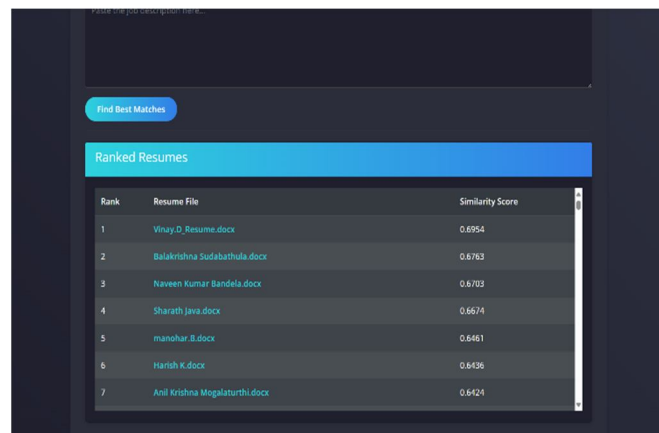 Paste the job description here...
Find Best Matches
Ranked Resumes
Rank Resume File Similarity Score
1 Vinay.D_Resume.docx 0.6954
2 Balakrishna Sudabathula.docx 0.6763
3 Naveen Kumar Bandela.docx 0.6703
4 Sharath Java.docx 0.6674
5 manohar.B.docx 0.6461
6 Harish K.docx 0.6436
7 Anil Krishna Mogalaturthi.docx 0.6424